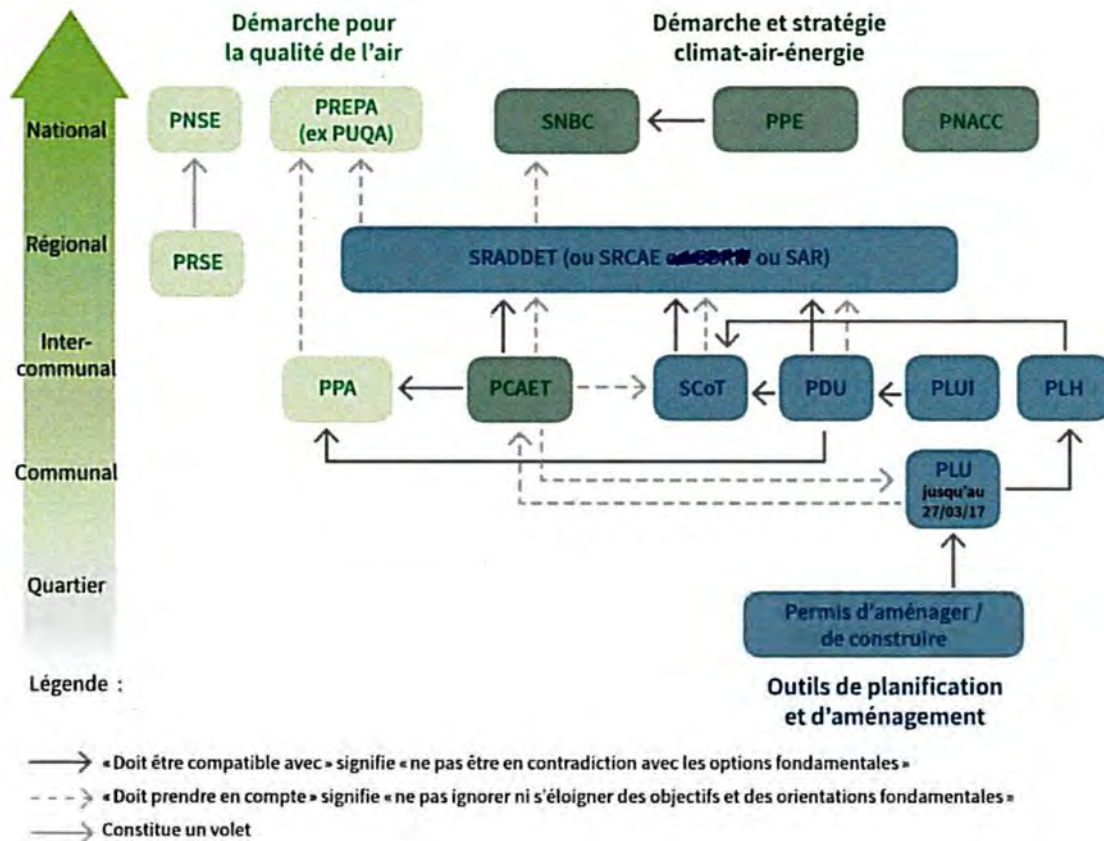 Démarche pour
la qualité de l'air
Démarche et stratégie
climat-air-énergie
National
PNSE
PREPA
(ex PUQA)
SNBC
PPE
PNACC
Régional
PRSE
SRADDET (ou SRCAE ou SAR)
Inter-
communal
PPA
PCAET
SCoT
PDU
PLUI
PLH
Communal
PLU
jusqu'au
27/03/17
Quartier
Permis d'aménager /
de construire
Légende :
Outils de planification
et d'aménagement
« Doit être compatible avec » signifie « ne pas être en contradiction avec les options fondamentales »
« Doit prendre en compte » signifie « ne pas ignorer ni s'éloigner des objectifs et des orientations fondamentales »
Constitue un volet